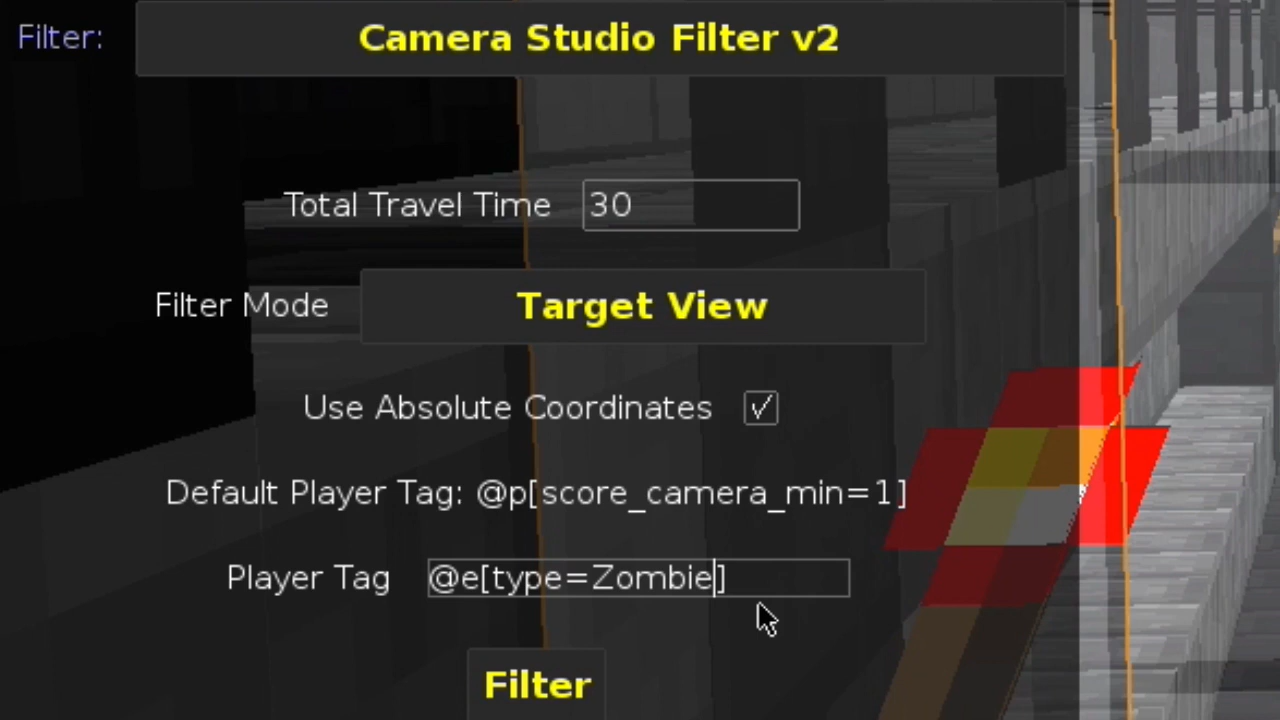 Filter: Camera Studio Filter v2
Total Travel Time 30
Filter Mode Target View
Use Absolute Coordinates ✓
Default Player Tag: @p[score_camera_min=1]
Player Tag @e[type=Zombie]
Filter